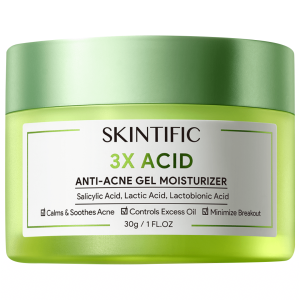 SKINTIFIC
3X ACID
ANTI-ACNE GEL MOISTURIZER
Salicylic Acid, Lactic Acid, Lactobionic Acid
Calms & Soothes Acne Controls Excess Oil Minimize Breakout
30g / 1 FL.OZ